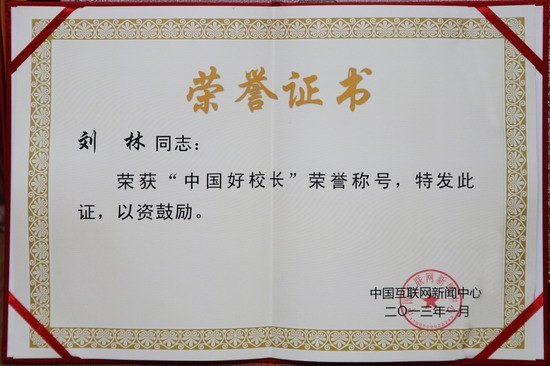 荣誉证书
刘 林 同志：
荣获“中国好校长”荣誉称号，特发此
证，以资鼓励。
中国互联网新闻中心
二〇一三年一月